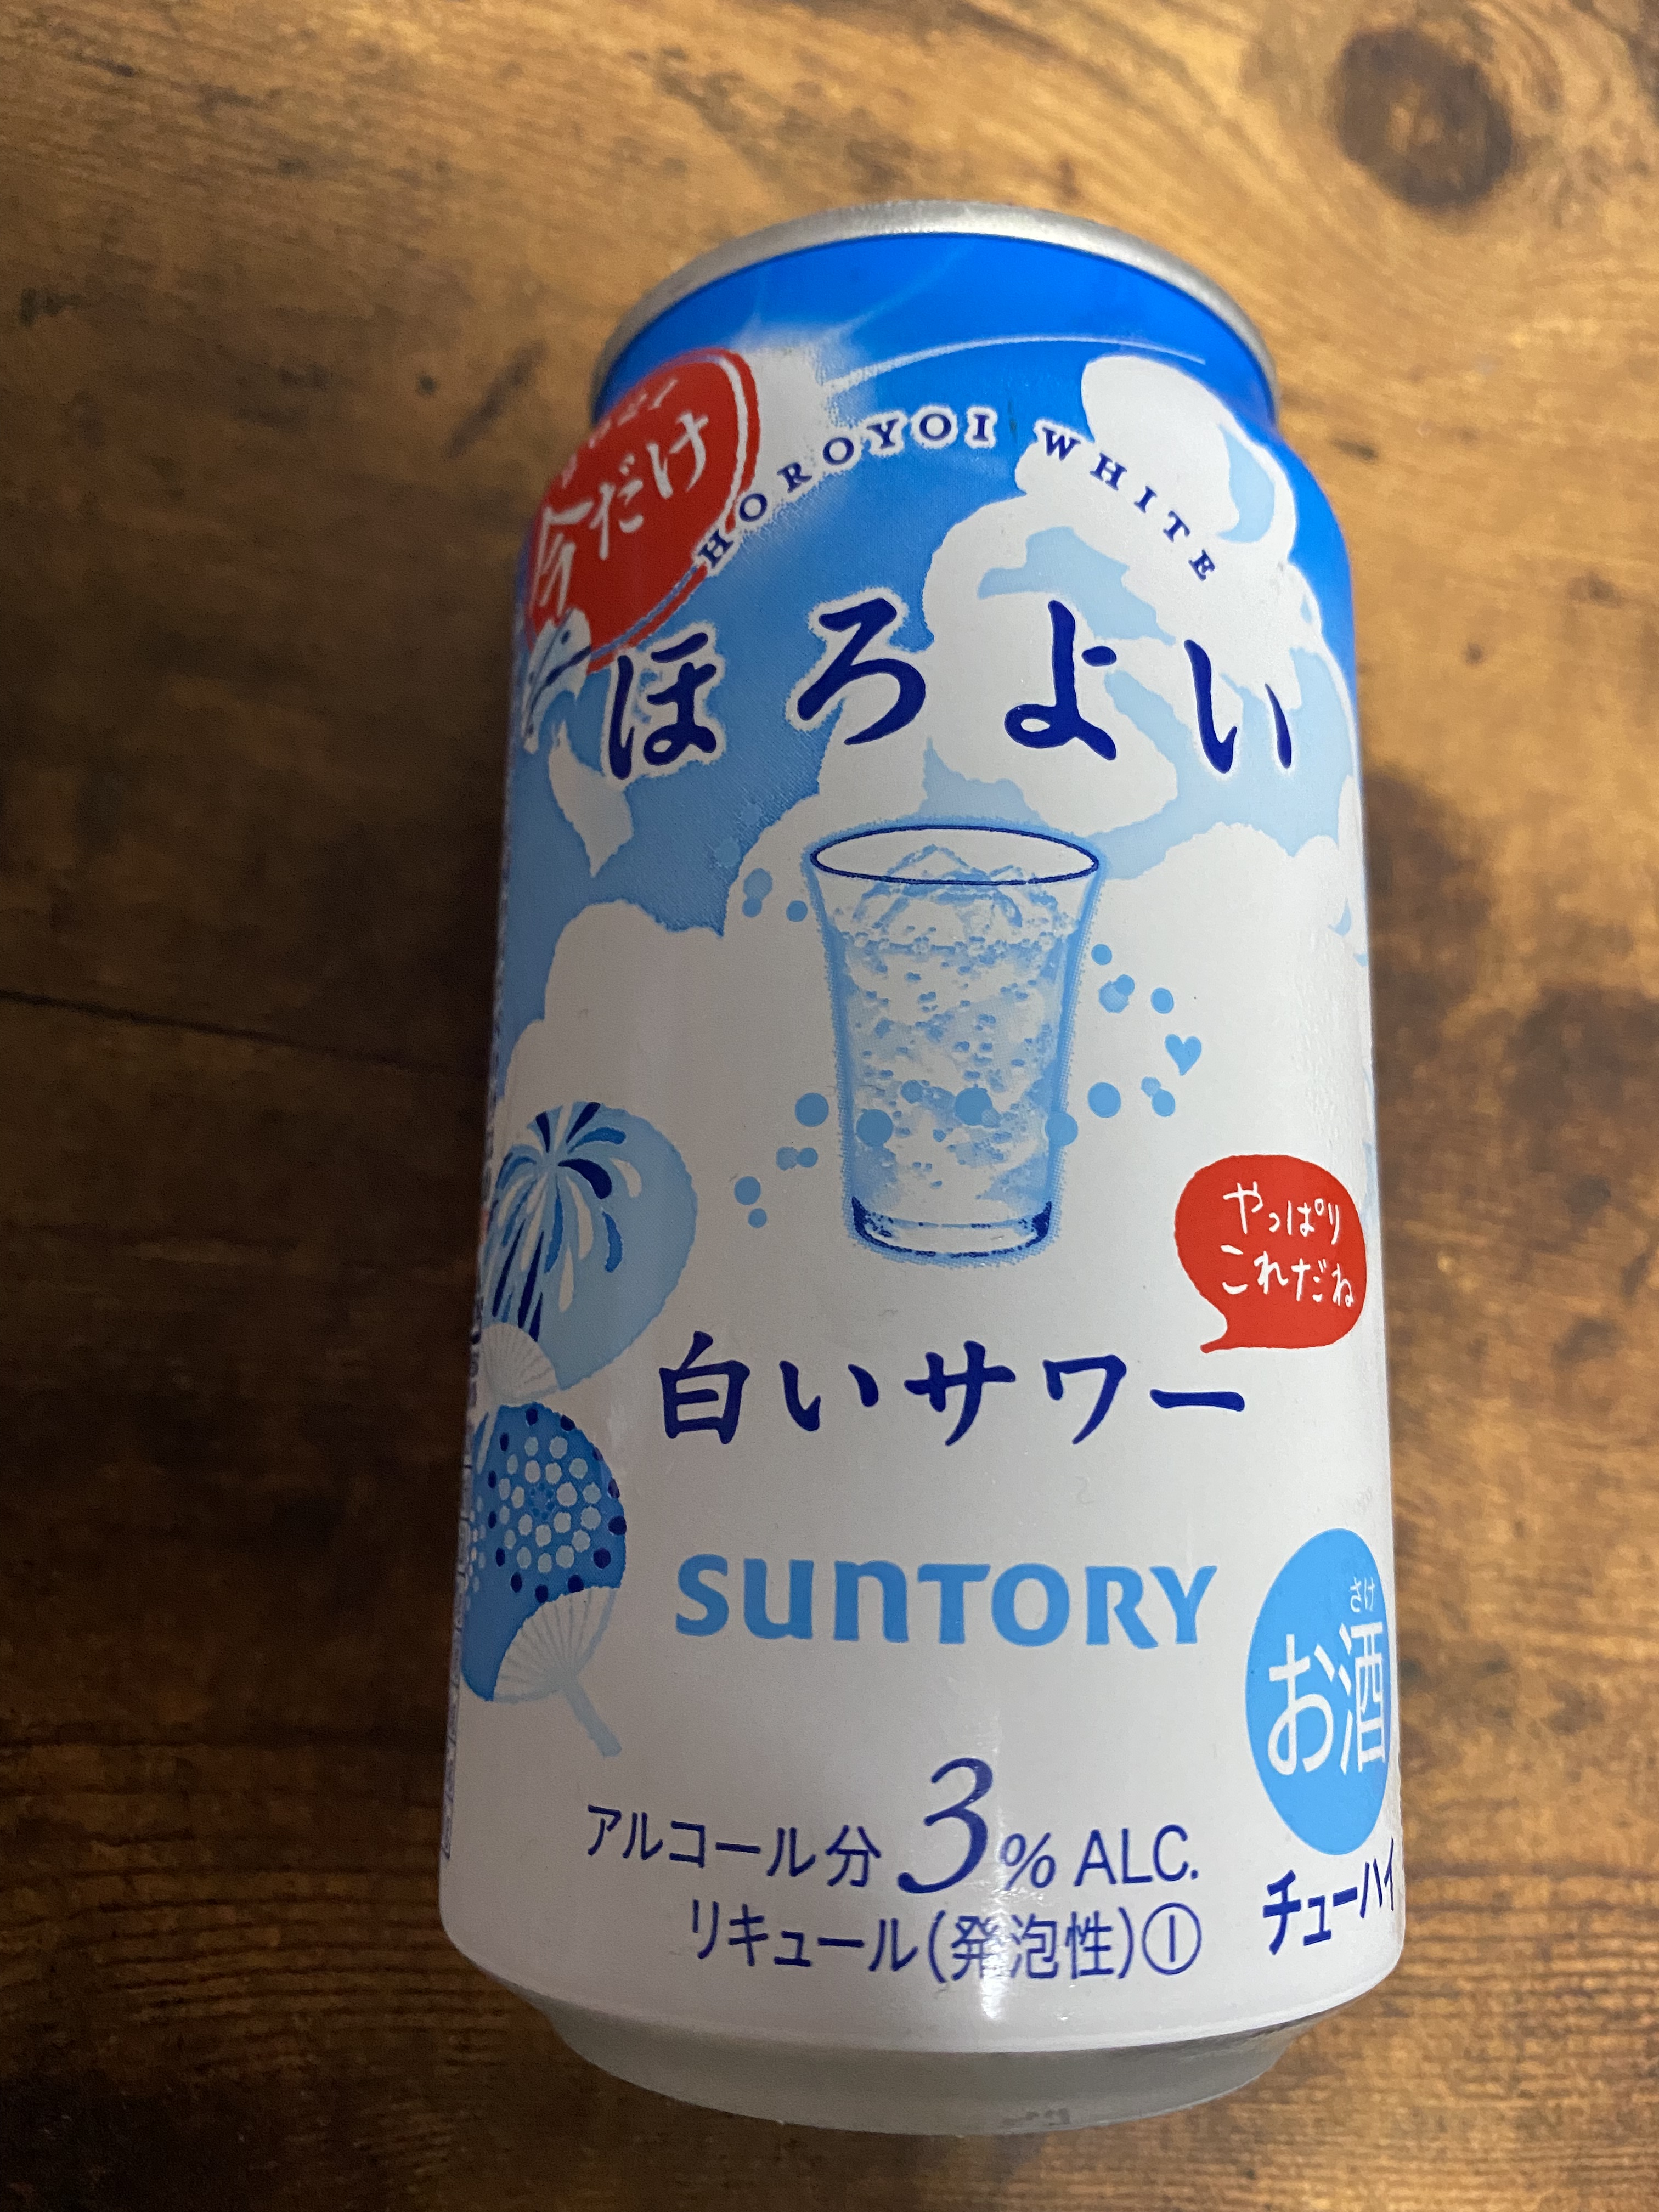 今だけ
HOROYOI WHITE
ほろよい
やっぱり
これだね
白いサワー
SUNTORY
さけ
お酒
アルコール分 3% ALC.
リキュール(発泡性)①
チューハイ